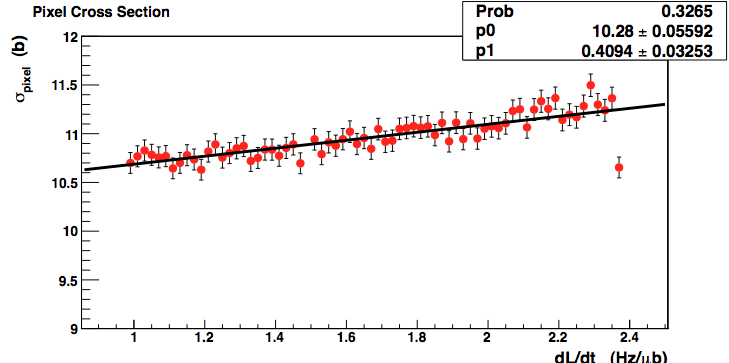 Pixel Cross Section
Prob 0.3265
p0 10.28 ± 0.05592
p1 0.4094 ± 0.03253
σpixel (b)
12
11.5
11
10.5
10
9.5
9
1 1.2 1.4 1.6 1.8 2 2.2 2.4
dL/dt (Hz/μb)